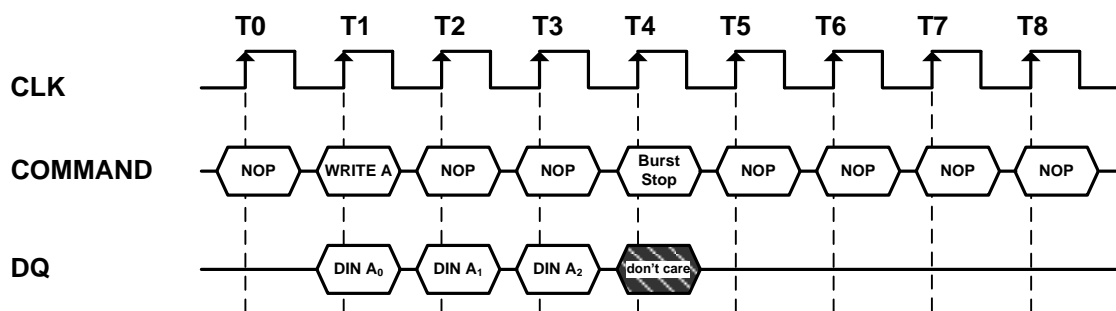 T0 T1 T2 T3 T4 T5 T6 T7 T8
CLK
COMMAND NOP WRITE A NOP NOP Burst Stop NOP NOP NOP NOP
DQ DIN A₀ DIN A₁ DIN A₂ don't care